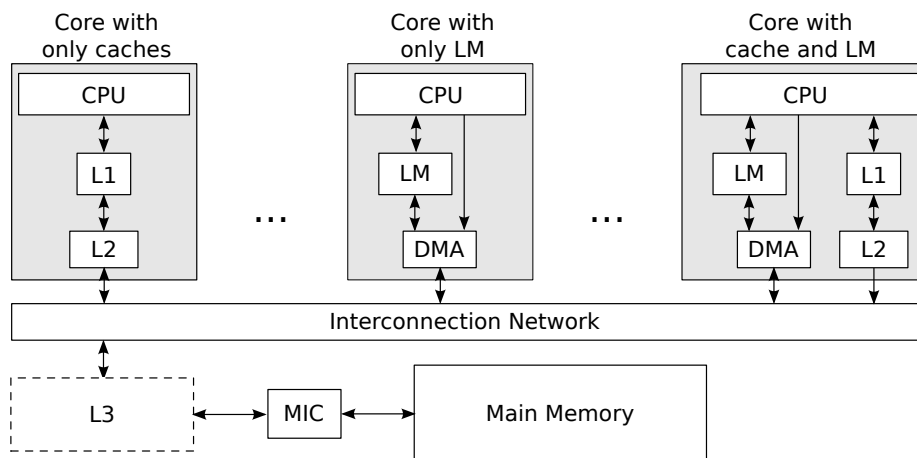 Core with
only caches
Core with
only LM
Core with
cache and LM
CPU
CPU
CPU
L1
LM
LM
L1
...
...
L2
DMA
DMA
L2
Interconnection Network
L3
MIC
Main Memory